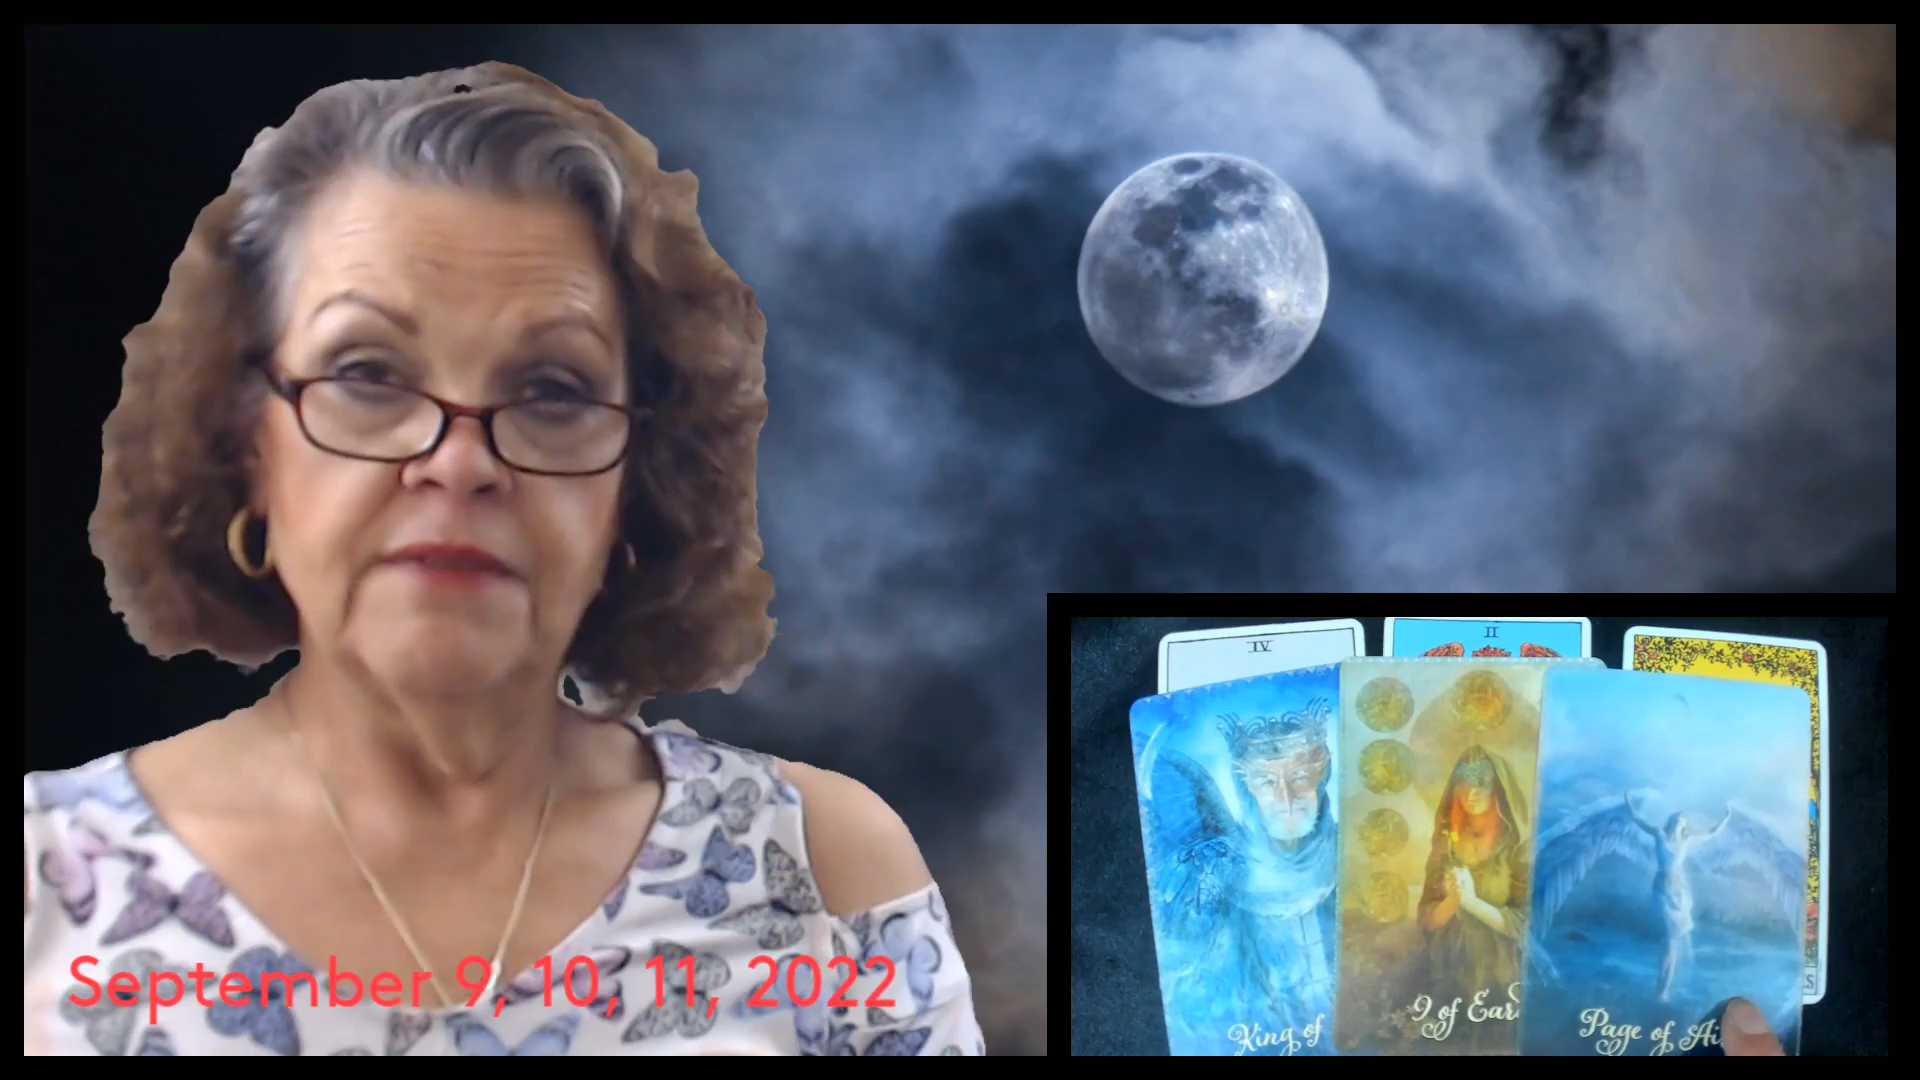 September 9, 10, 11, 2022
IV
II
King of
9 of Ear
Page of Ai
S